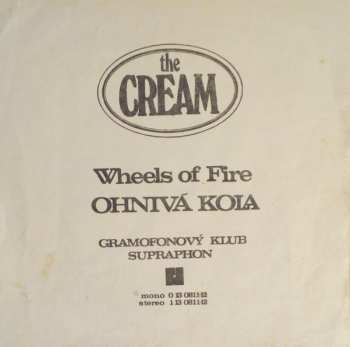 the
CREAM
Wheels of Fire
OHNIVÁ KOLA
GRAMOFONOVÝ KLUB
SUPRAPHON
mono 0 13 0811-12
stereo 1 13 0811-12